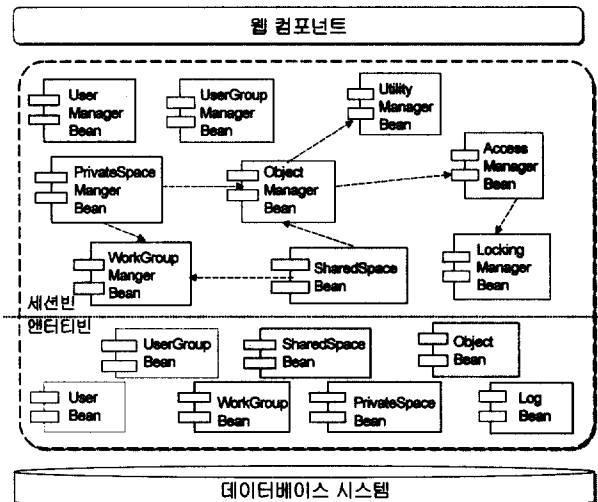 웹 컴포넌트
User
Manager
Bean
UserGroup
Manager
Bean
Utility
Manager
Bean
Access
Manager
Bean
PrivateSpace
Manger
Bean
Object
Manager
Bean
WorkGroup
Manger
Bean
SharedSpace
Bean
Locking
Manager
Bean
세션빈
앤터티빈
UserGroup
Bean
SharedSpace
Bean
Object
Bean
User
Bean
WorkGroup
Bean
PrivateSpace
Bean
Log
Bean
데이터베이스 시스템